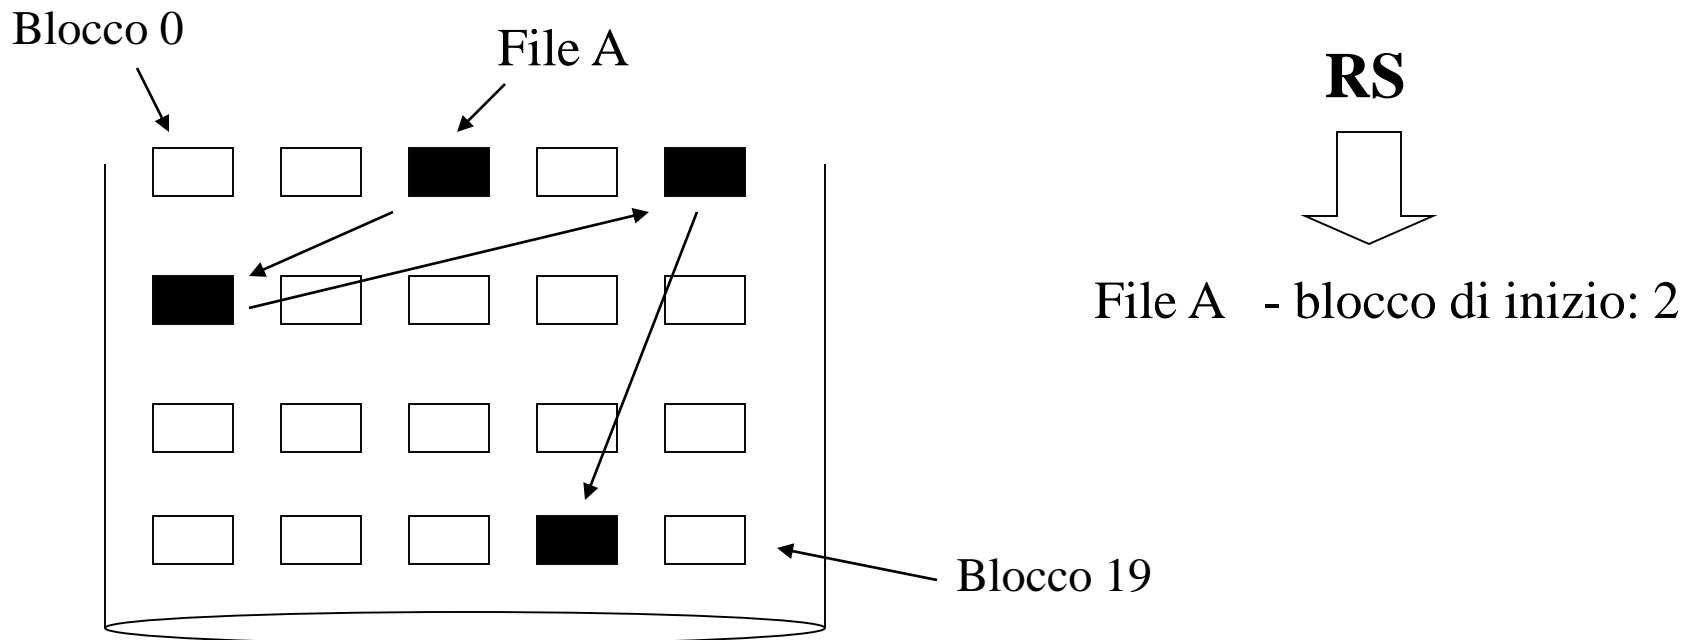 Blocco 0
File A
RS
File A - blocco di inizio: 2
Blocco 19